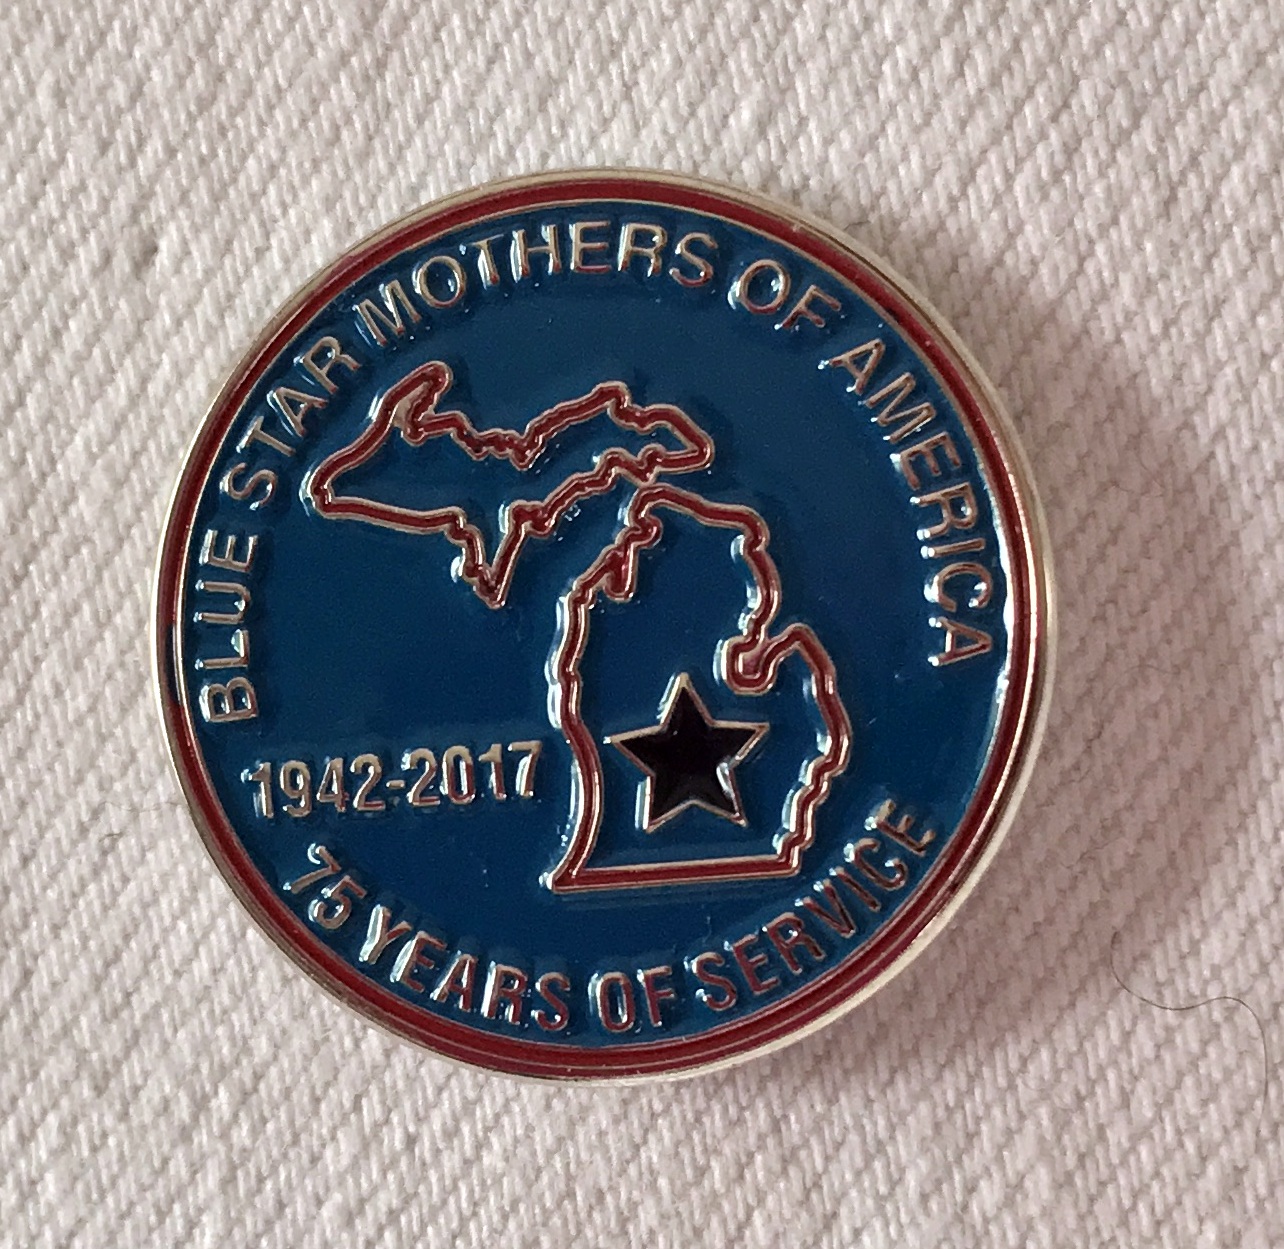 BLUE STAR MOTHERS OF AMERICA
1942-2017
75 YEARS OF SERVICE